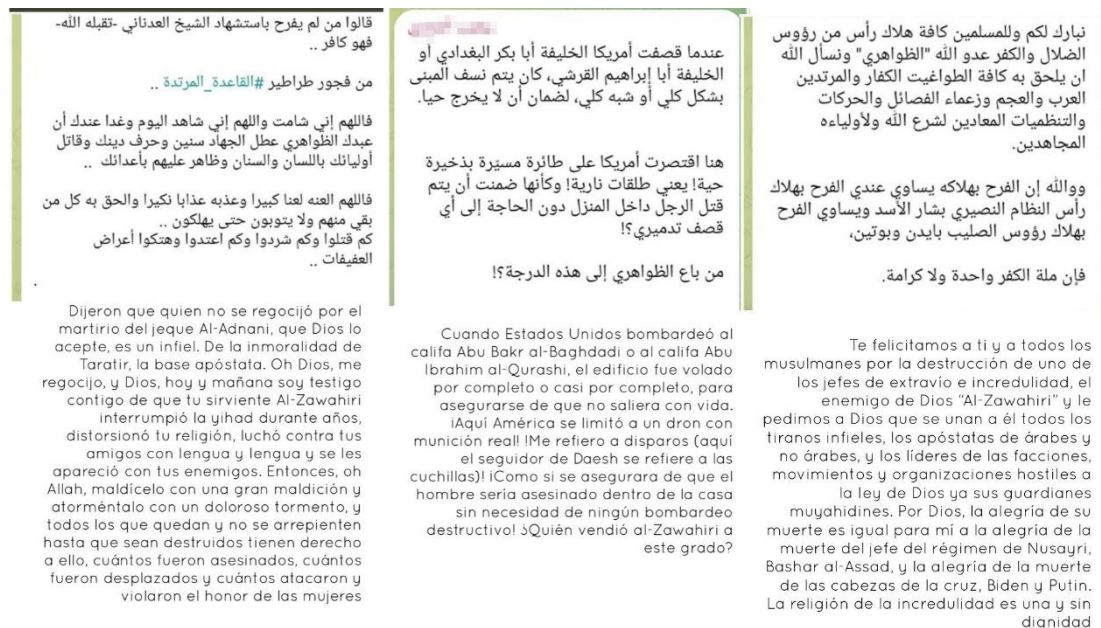 قالوا من لم يفرح باستشهاد الشيخ العدناني -تقبله الله-
فهو كافر ..
من فجور طراطير #القاعدة_المرتدة ..
فاللهم إني شامت واللهم إني شاهد اليوم وغدا عندك أن
عبدك الظواهري عطل الجهاد سنين وحرف دينك وقاتل
أوليائك باللسان والسنان وظاهر عليهم بأعدائك ..
فاللهم العنه لعنا كبيرا وعذبه عذابا نكيرا والحق به كل من
بقي منهم ولا يتوبون حتى يهلكون ..
كم قتلوا وكم شردوا وكم اعتدوا وهتكوا أعراض
العفيفات ..
.
Dijeron que quien no se regocijó por el
martirio del jeque Al-Adnani, que Dios lo
acepte, es un infiel. De la inmoralidad de
Taratir, la base apóstata. Oh Dios, me
regocijo, y Dios, hoy y mañana soy testigo
contigo de que tu sirviente Al-Zawahiri
interrumpió la yihad durante años,
distorsionó tu religión, luchó contra tus
amigos con lengua y lengua y se les
apareció con tus enemigos. Entonces, oh
Allah, maldícelo con una gran maldición y
atorméntalo con un doloroso tormento, y
todos los que quedan y no se arrepienten
hasta que sean destruidos tienen derecho
a ello, cuántos fueron asesinados, cuántos
fueron desplazados y cuántos atacaron y
violaron el honor de las mujeres
عندما قصفت أمريكا الخليفة أبا بكر البغدادي أو
الخليفة أبا إبراهيم القرشي، كان يتم نسف المبنى
بشكل كلي أو شبه كلي، لضمان أن لا يخرج حيا.
هنا اقتصرت أمريكا على طائرة مسيّرة بذخيرة
حية! يعني طلقات نارية! وكأنها ضمنت أن يتم
قتل الرجل داخل المنزل دون الحاجة إلى أي
قصف تدميري؟!
من باع الظواهري إلى هذه الدرجة؟!
Cuando Estados Unidos bombardeó al
califa Abu Bakr al-Baghdadi o al califa Abu
Ibrahim al-Qurashi, el edificio fue volado
por completo o casi por completo, para
asegurarse de que no saliera con vida.
¡Aquí América se limitó a un dron con
munición real! !Me refiero a disparos (aquí
el seguidor de Daesh se refiere a las
cuchillas)! ¡Como si se asegurara de que el
hombre sería asesinado dentro de la casa
sin necesidad de ningún bombardeo
destructivo! ¿Quién vendió al-Zawahiri a
este grado?
نبارك لكم وللمسلمين كافة هلاك رأس من رؤوس
الضلال والكفر عدو الله "الظواهري" ونسأل الله
ان يلحق به كافة الطواغيت الكفار والمرتدين
العرب والعجم وزعماء الفصائل والحركات
والتنظميات المعادين لشرع الله ولأولياءه
المجاهدين.
ووالله إن الفرح بهلاكه يساوي عندي الفرح بهلاك
رأس النظام النصيري بشار الأسد ويساوي الفرح
بهلاك رؤوس الصليب بايدن وبوتين،
فإن ملة الكفر واحدة ولا كرامة.
Te felicitamos a ti y a todos los
musulmanes por la destrucción de uno de
los jefes de extravío e incredulidad, el
enemigo de Dios "Al-Zawahiri" y le
pedimos a Dios que se unan a él todos los
tiranos infieles, los apóstatas de árabes y
no árabes, y los líderes de las facciones,
movimientos y organizaciones hostiles a
la ley de Dios ya sus guardianes
muyahidines. Por Dios, la alegría de su
muerte es igual para mí a la alegría de la
muerte del jefe del régimen de Nusayri,
Bashar al-Assad, y la alegría de la muerte
de las cabezas de la cruz, Biden y Putin.
La religión de la incredulidad es una y sin
dignidad